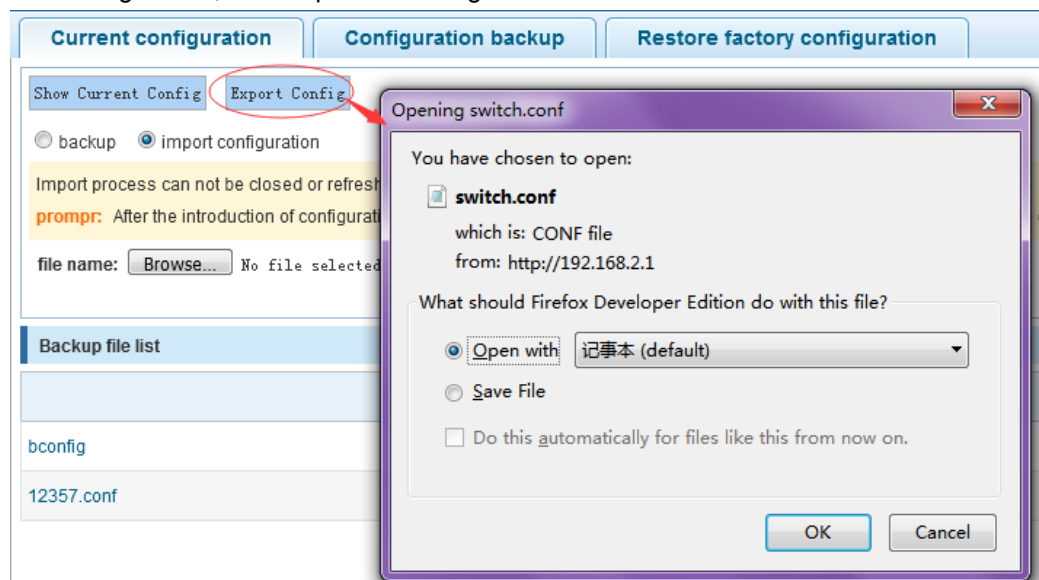 Current configuration Configuration backup Restore factory configuration
Show Current Config Export Config
backup import configuration
Import process can not be closed or refresh
prompr: After the introduction of configurati
file name: Browse... No file selected
Backup file list
bconfig
12357.conf
Opening switch.conf
You have chosen to open:
switch.conf
which is: CONF file
from: http://192.168.2.1
What should Firefox Developer Edition do with this file?
Open with 记事本 (default)
Save File
Do this automatically for files like this from now on.
OK Cancel